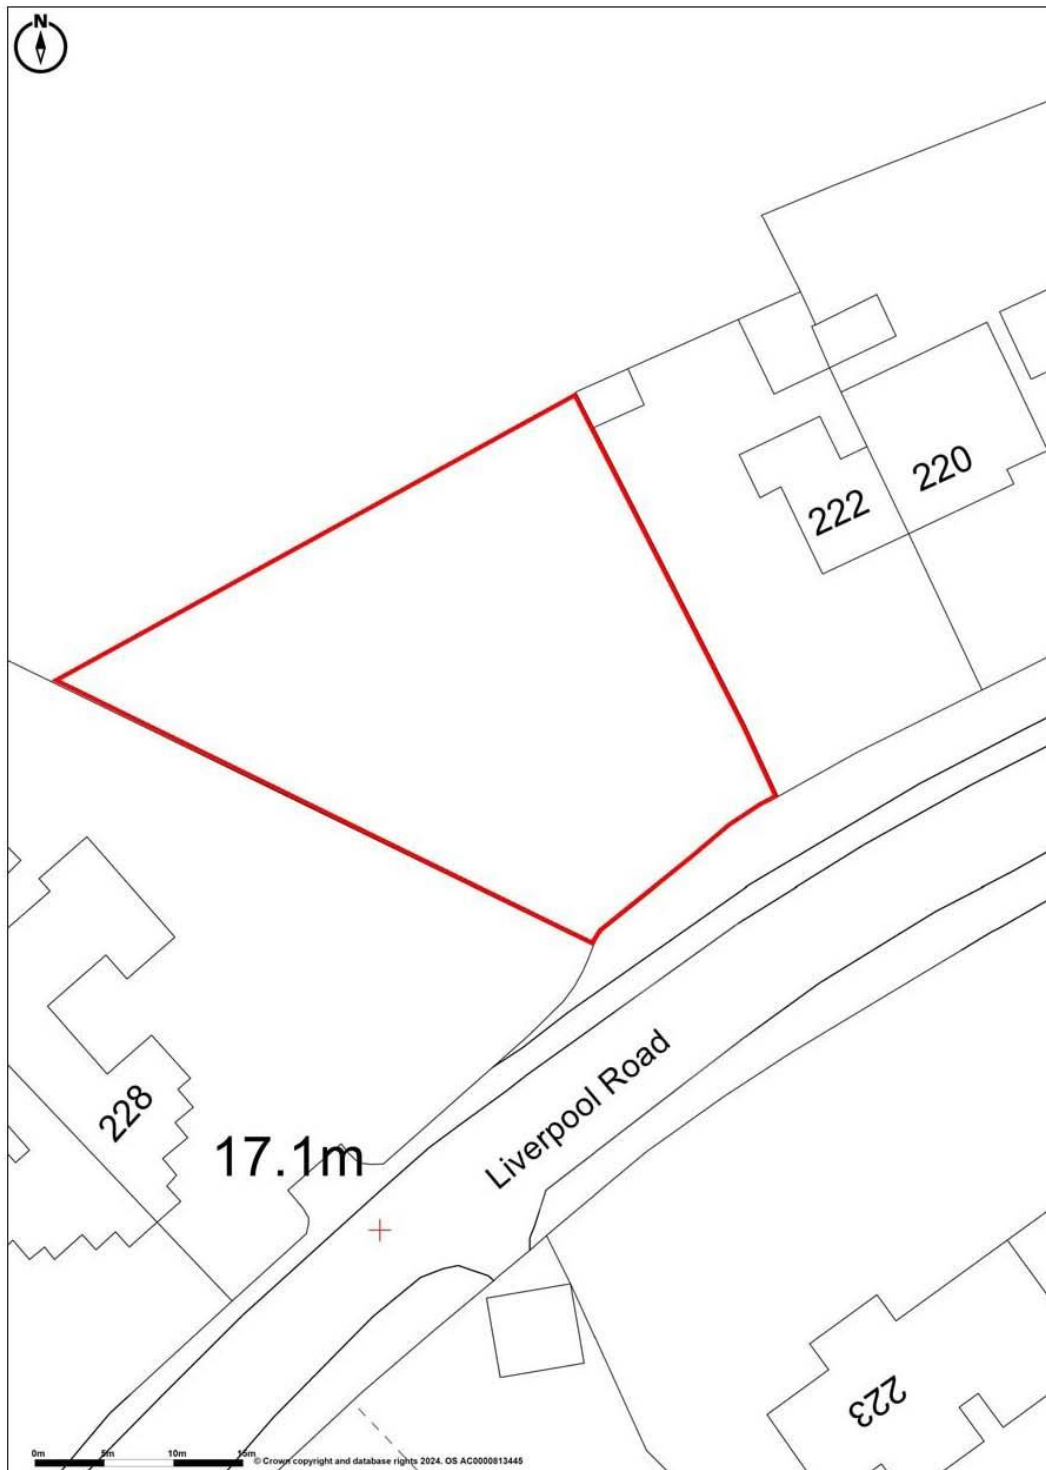 N
220
222
Liverpool Road
228
17.1m
223
0m 5m 10m 15m
© Crown copyright and database rights 2024. OS AC0000813445